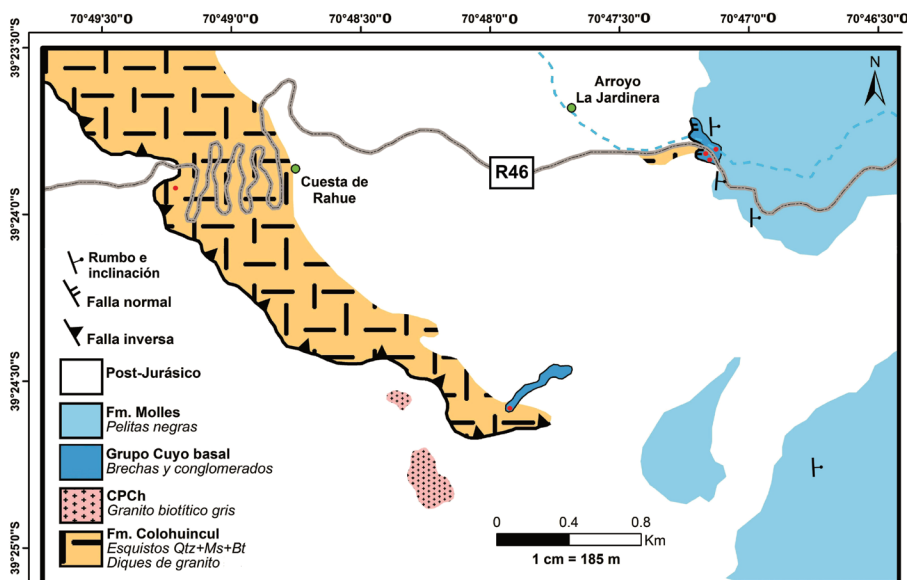 70°49'30"O 70°49'0"O 70°48'30"O 70°48'0"O 70°47'30"O 70°47'0"O 70°46'30"O
39°23'30"S
39°24'0"S
39°24'30"S
39°25'0"S
Arroyo
La Jardinera
N
R46
Cuesta de
Rahue
Rumbo e
inclinación
Falla normal
Falla inversa
Post-Jurásico
Fm. Molles
Pelitas negras
Grupo Cuyo basal
Brechas y conglomerados
CPCh
Granito biotítico gris
Fm. Colohuincul
Esquistos Qtz+Ms+Bt
Diques de granito
0 0.4 0.8
Km
1 cm = 185 m